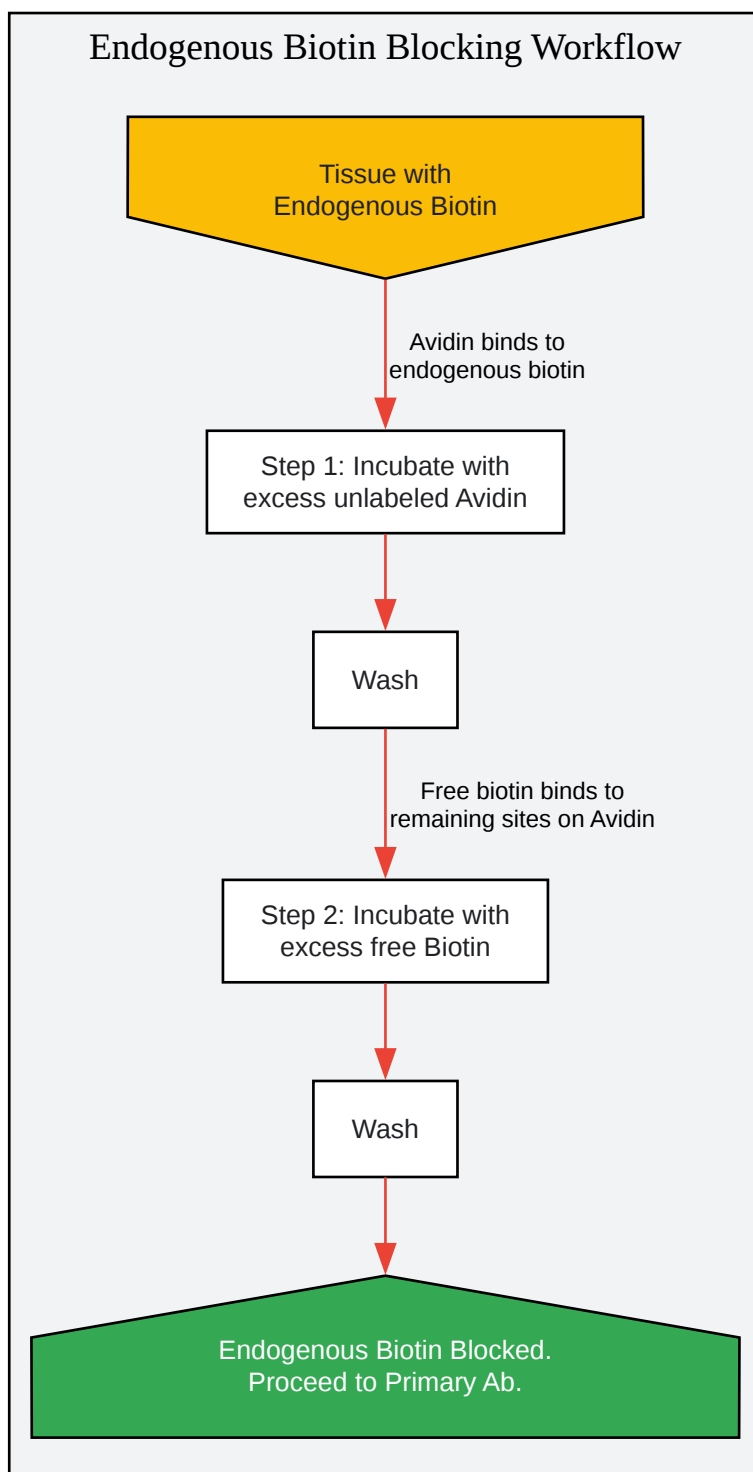 Endogenous Biotin Blocking Workflow
Tissue with
Endogenous Biotin
Avidin binds to
endogenous biotin
Step 1: Incubate with
excess unlabeled Avidin
Wash
Free biotin binds to
remaining sites on Avidin
Step 2: Incubate with
excess free Biotin
Wash
Endogenous Biotin Blocked.
Proceed to Primary Ab.